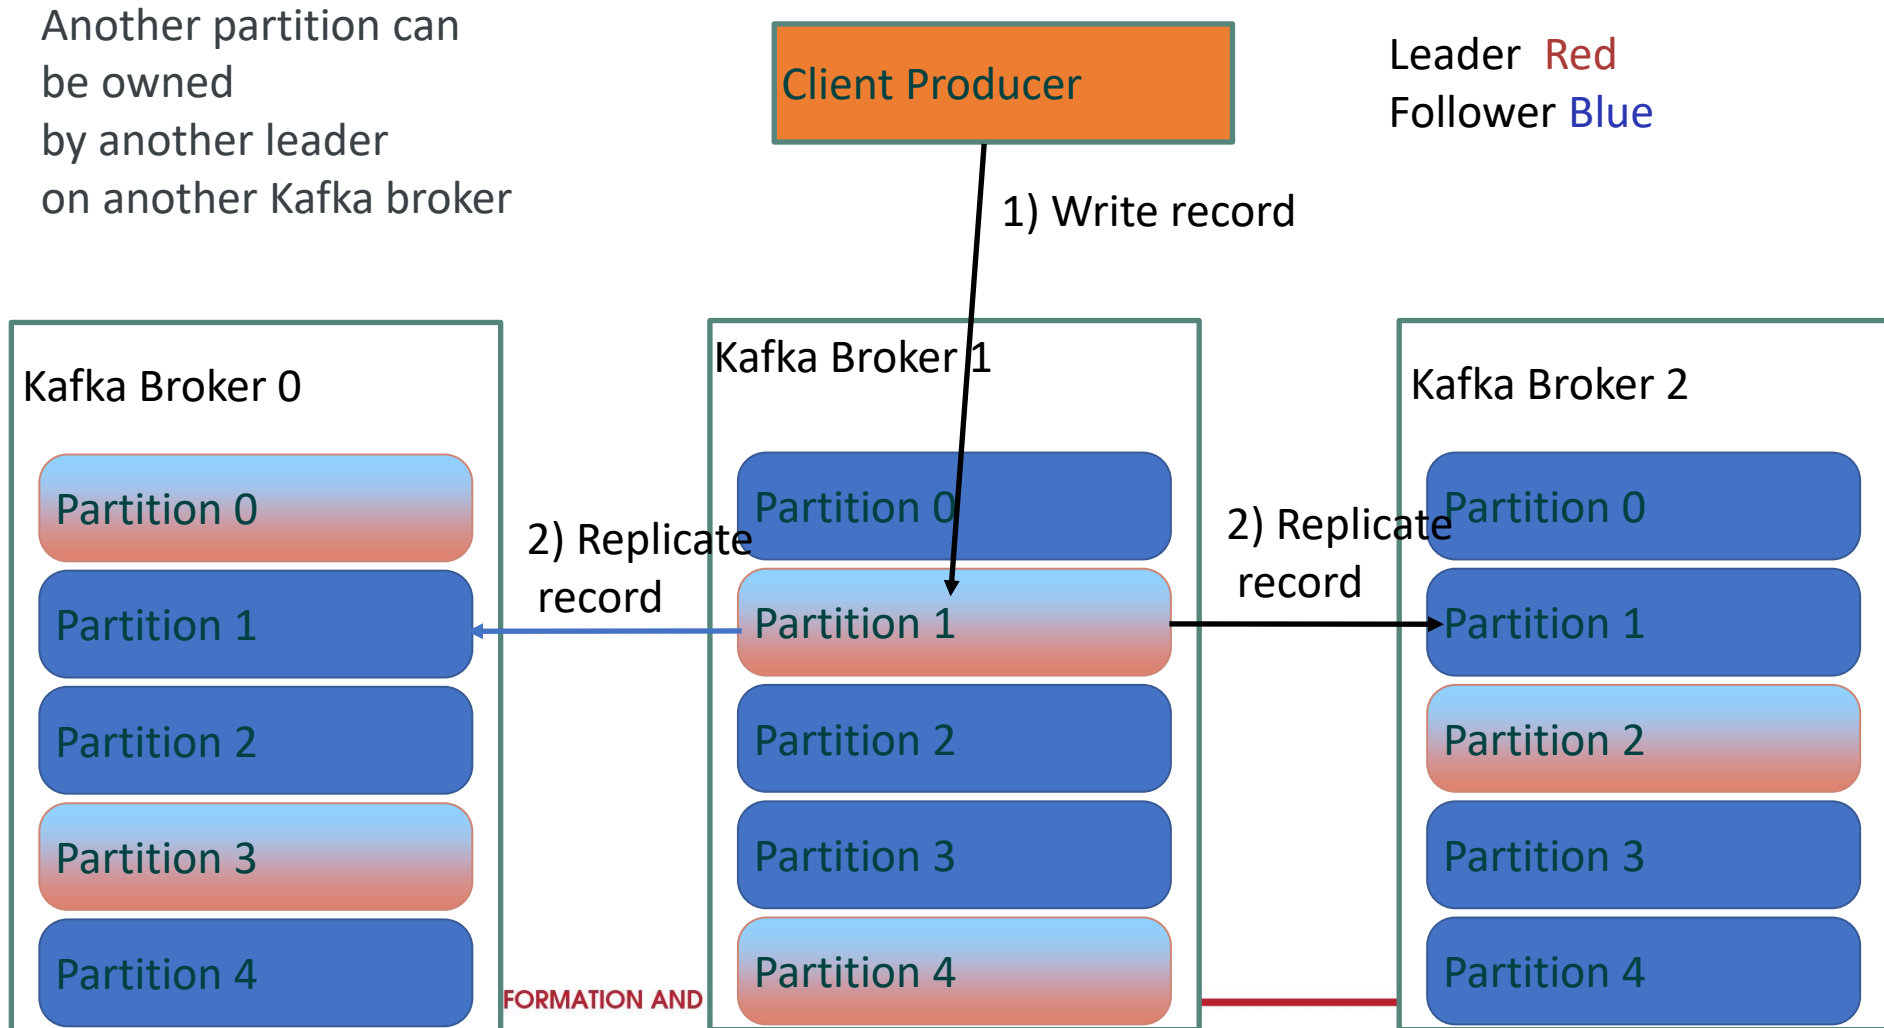 Another partition can
be owned
by another leader
on another Kafka broker
Client Producer
Leader Red
Follower Blue
1) Write record
Kafka Broker 0
Partition 0
Partition 1
Partition 2
Partition 3
Partition 4
2) Replicate
record
Kafka Broker 1
Partition 0
Partition 1
Partition 2
Partition 3
Partition 4
2) Replicate
record
Kafka Broker 2
Partition 0
Partition 1
Partition 2
Partition 3
Partition 4
FORMATION AND